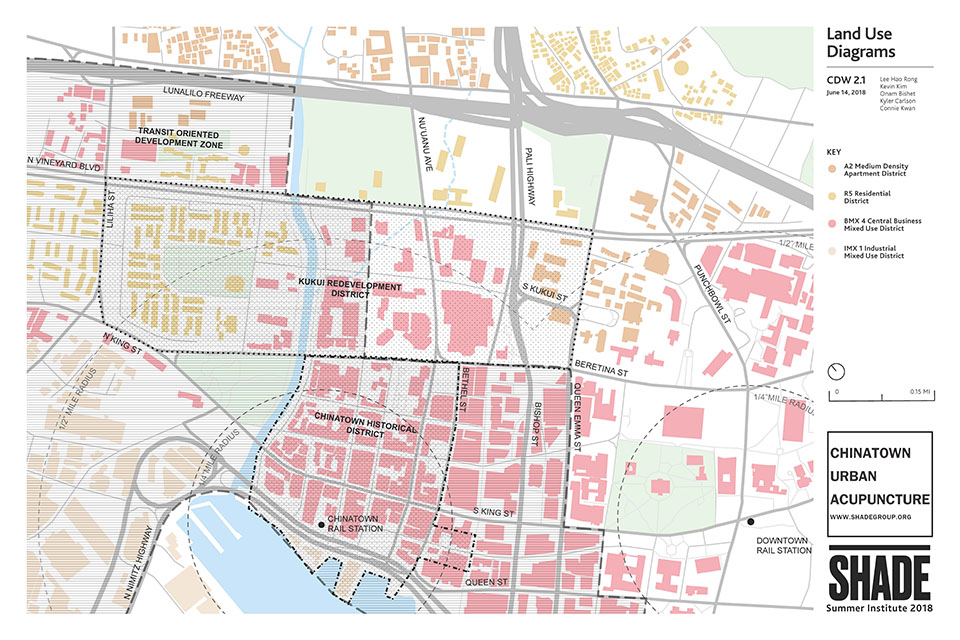 Land Use
Diagrams
CDW 2.1
June 14, 2018
Lee Hao Rong
Kevin Kim
Onam Bishet
Kyler Carlson
Connie Kwan
KEY
A2 Medium Density
Apartment District
R5 Residential
District
BMX 4 Central Business
Mixed Use District
IMX 1 Industrial
Mixed Use District
0
0.15 MI
CHINATOWN
URBAN
ACUPUNCTURE
WWW.SHADEGROUP.ORG
SHADE
Summer Institute 2018
LUNALILO FREEWAY
TRANSIT ORIENTED
DEVELOPMENT ZONE
N VINEYARD BLVD
LILIHA ST
NU'UANU AVE
PALI HIGHWAY
1/2" MILE
PUNCHBOWL ST
S KUKUI ST
KUKUI REDEVELOPMENT
DISTRICT
N KING ST
BERETINA ST
1/2" MILE RADIUS
1/4" MILE RADIU
BETHEL ST
BISHOP ST
QUEEN EMMA ST
CHINATOWN HISTORICAL
DISTRICT
1/4" MILE RADIUS
S KING ST
CHINATOWN
RAIL STATION
DOWNTOWN
RAIL STATION
N NIMITZ HIGHWAY
QUEEN ST